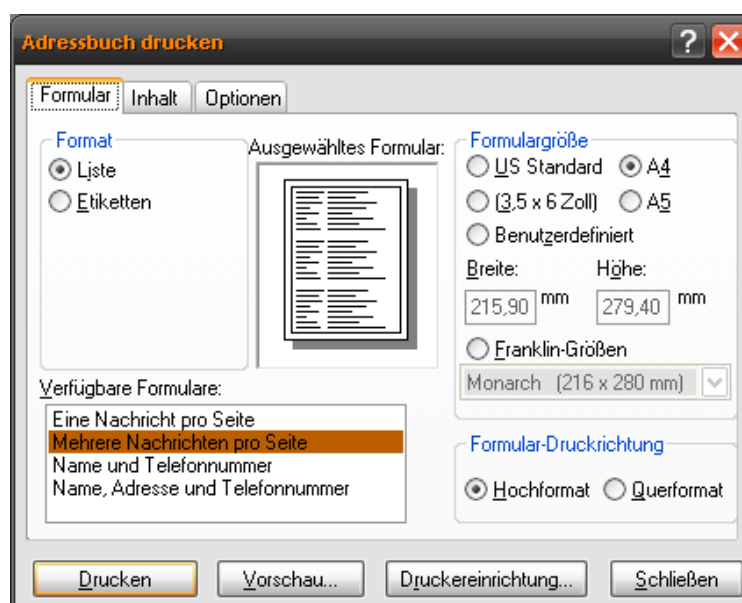 Adressbuch drucken
Formular Inhalt Optionen
Format
Liste
Etiketten
Ausgewähltes Formular:
Verfügbare Formulare:
Eine Nachricht pro Seite
Mehrere Nachrichten pro Seite
Name und Telefonnummer
Name, Adresse und Telefonnummer
Formulargröße
US Standard A4
(3,5 x 6 Zoll) A5
Benutzerdefiniert
Breite: Höhe:
215,90 mm 279,40 mm
Franklin-Größen
Monarch (216 x 280 mm)
Formular-Druckrichtung
Hochformat Querformat
Drucken Vorschau... Druckereinrichtung... Schließen